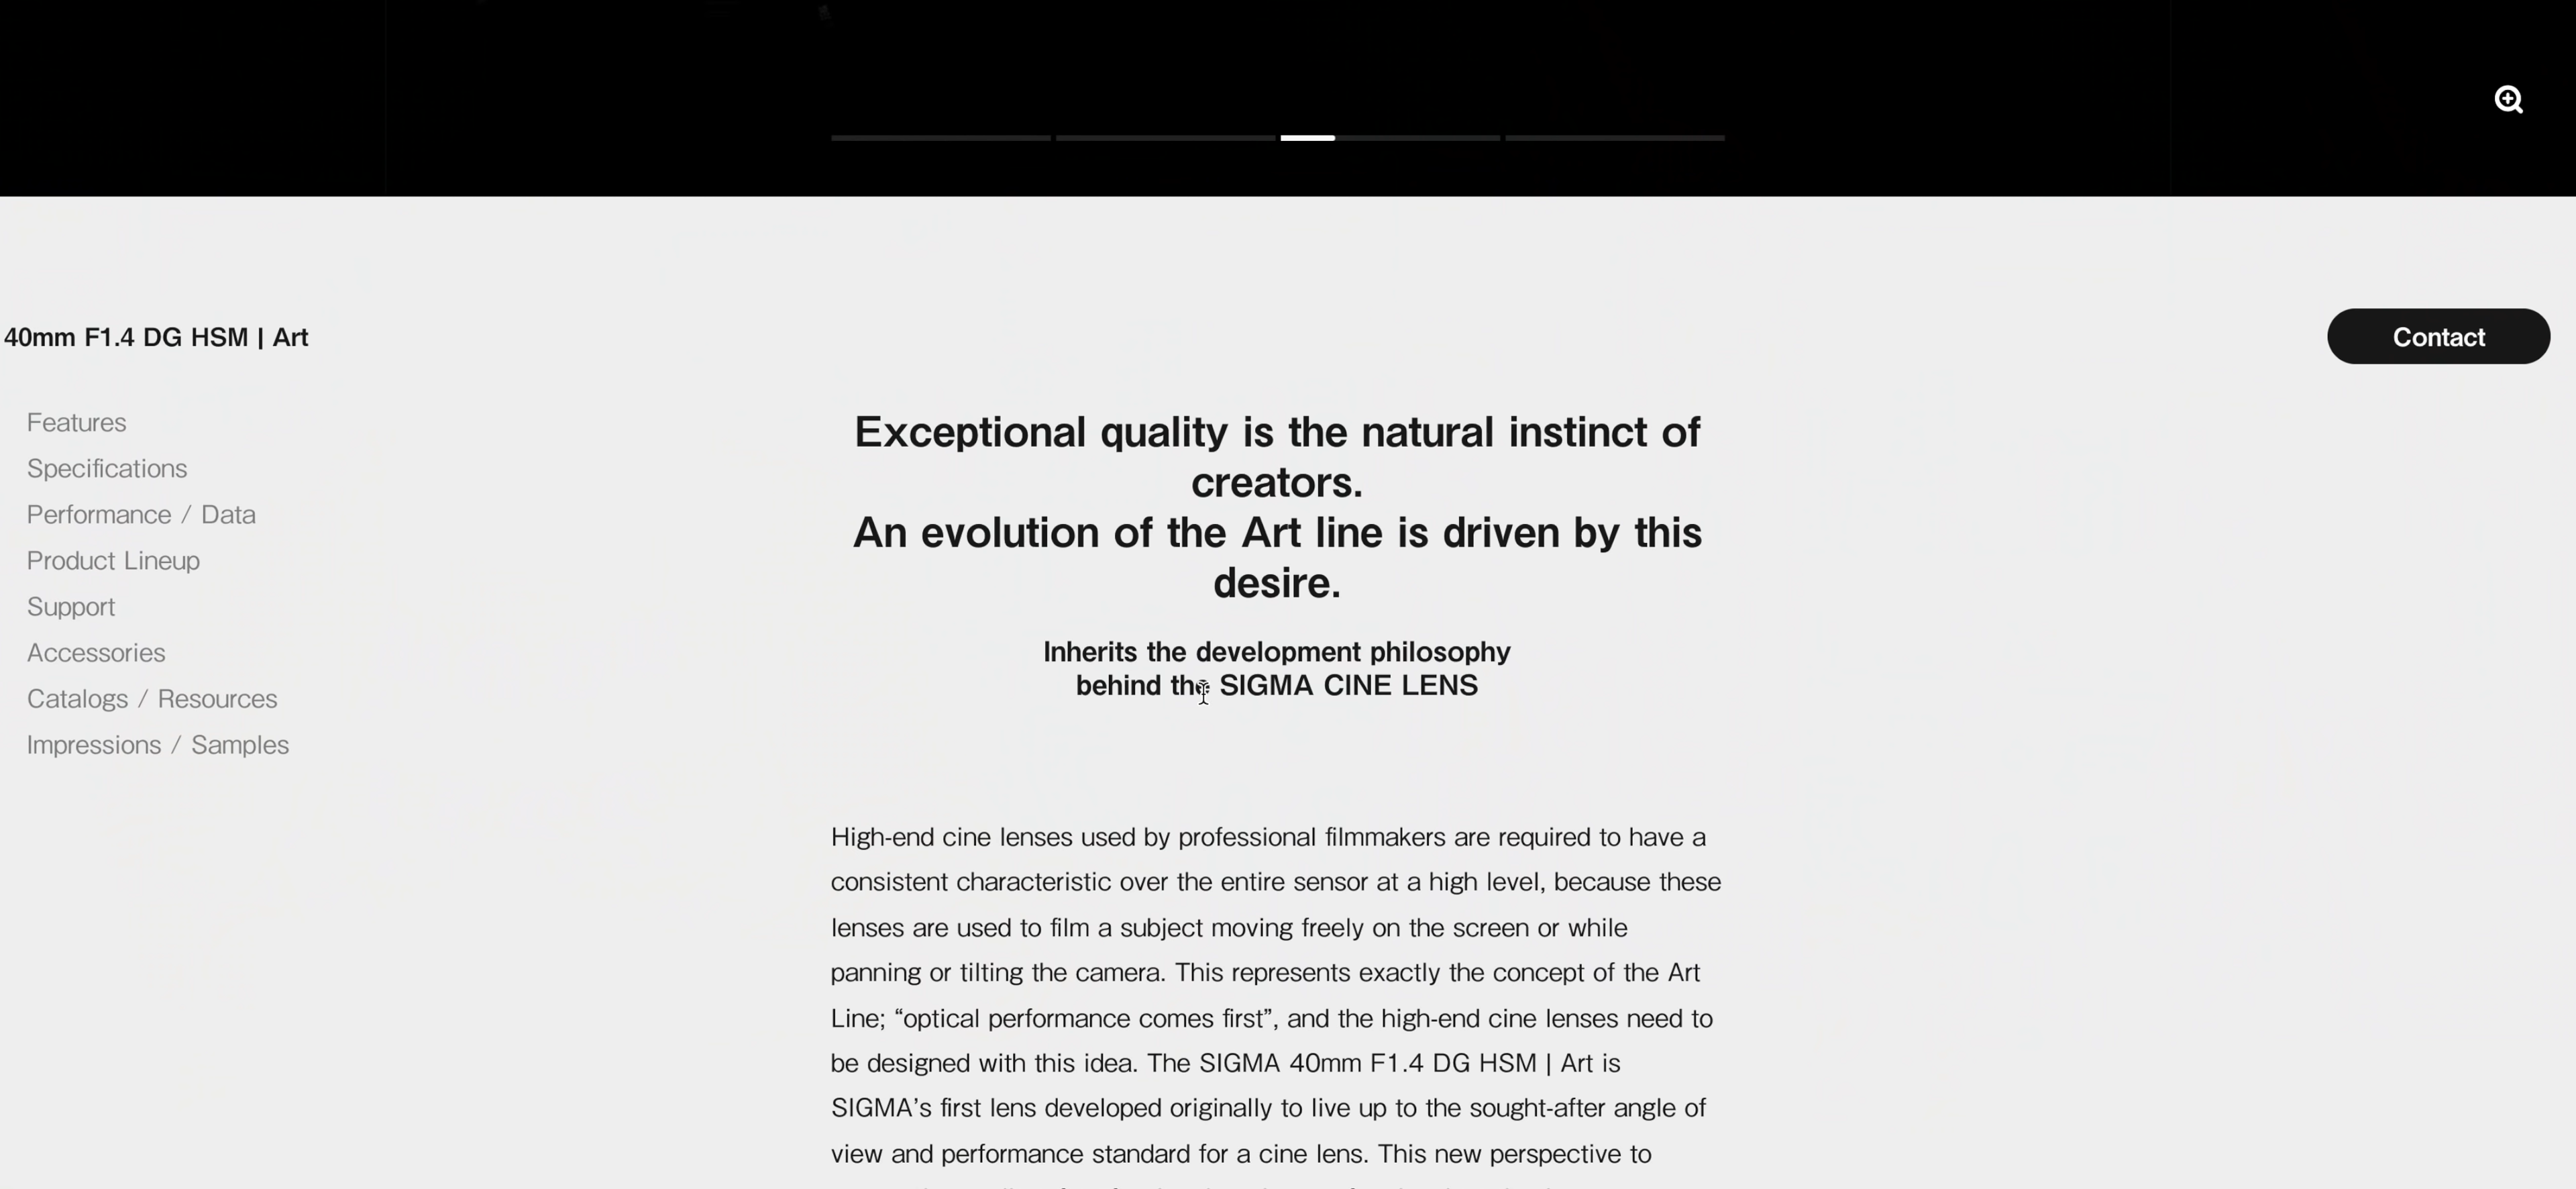 40mm F1.4 DG HSM | Art
Contact
Features
Specifications
Performance / Data
Product Lineup
Support
Accessories
Catalogs / Resources
Impressions / Samples
Exceptional quality is the natural instinct of
creators.
An evolution of the Art line is driven by this
desire.
Inherits the development philosophy
behind the SIGMA CINE LENS
High-end cine lenses used by professional filmmakers are required to have a
consistent characteristic over the entire sensor at a high level, because these
lenses are used to film a subject moving freely on the screen or while
panning or tilting the camera. This represents exactly the concept of the Art
Line; “optical performance comes first”, and the high-end cine lenses need to
be designed with this idea. The SIGMA 40mm F1.4 DG HSM | Art is
SIGMA’s first lens developed originally to live up to the sought-after angle of
view and performance standard for a cine lens. This new perspective to